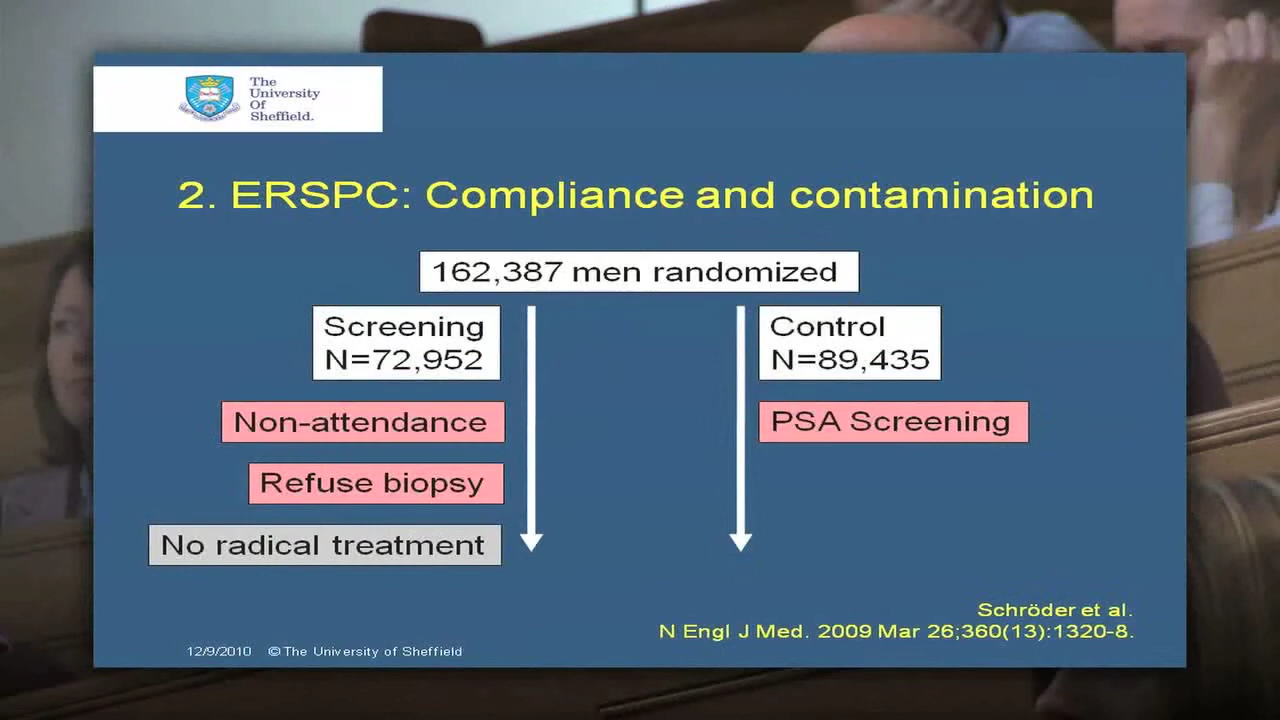 The
University
Of
Sheffield.
2. ERSPC: Compliance and contamination
162,387 men randomized
Screening
N=72,952
Control
N=89,435
Non-attendance
PSA Screening
Refuse biopsy
No radical treatment
Schröder et al.
N Engl J Med. 2009 Mar 26;360(13):1320-8.
12/9/2010 ©The University of Sheffield